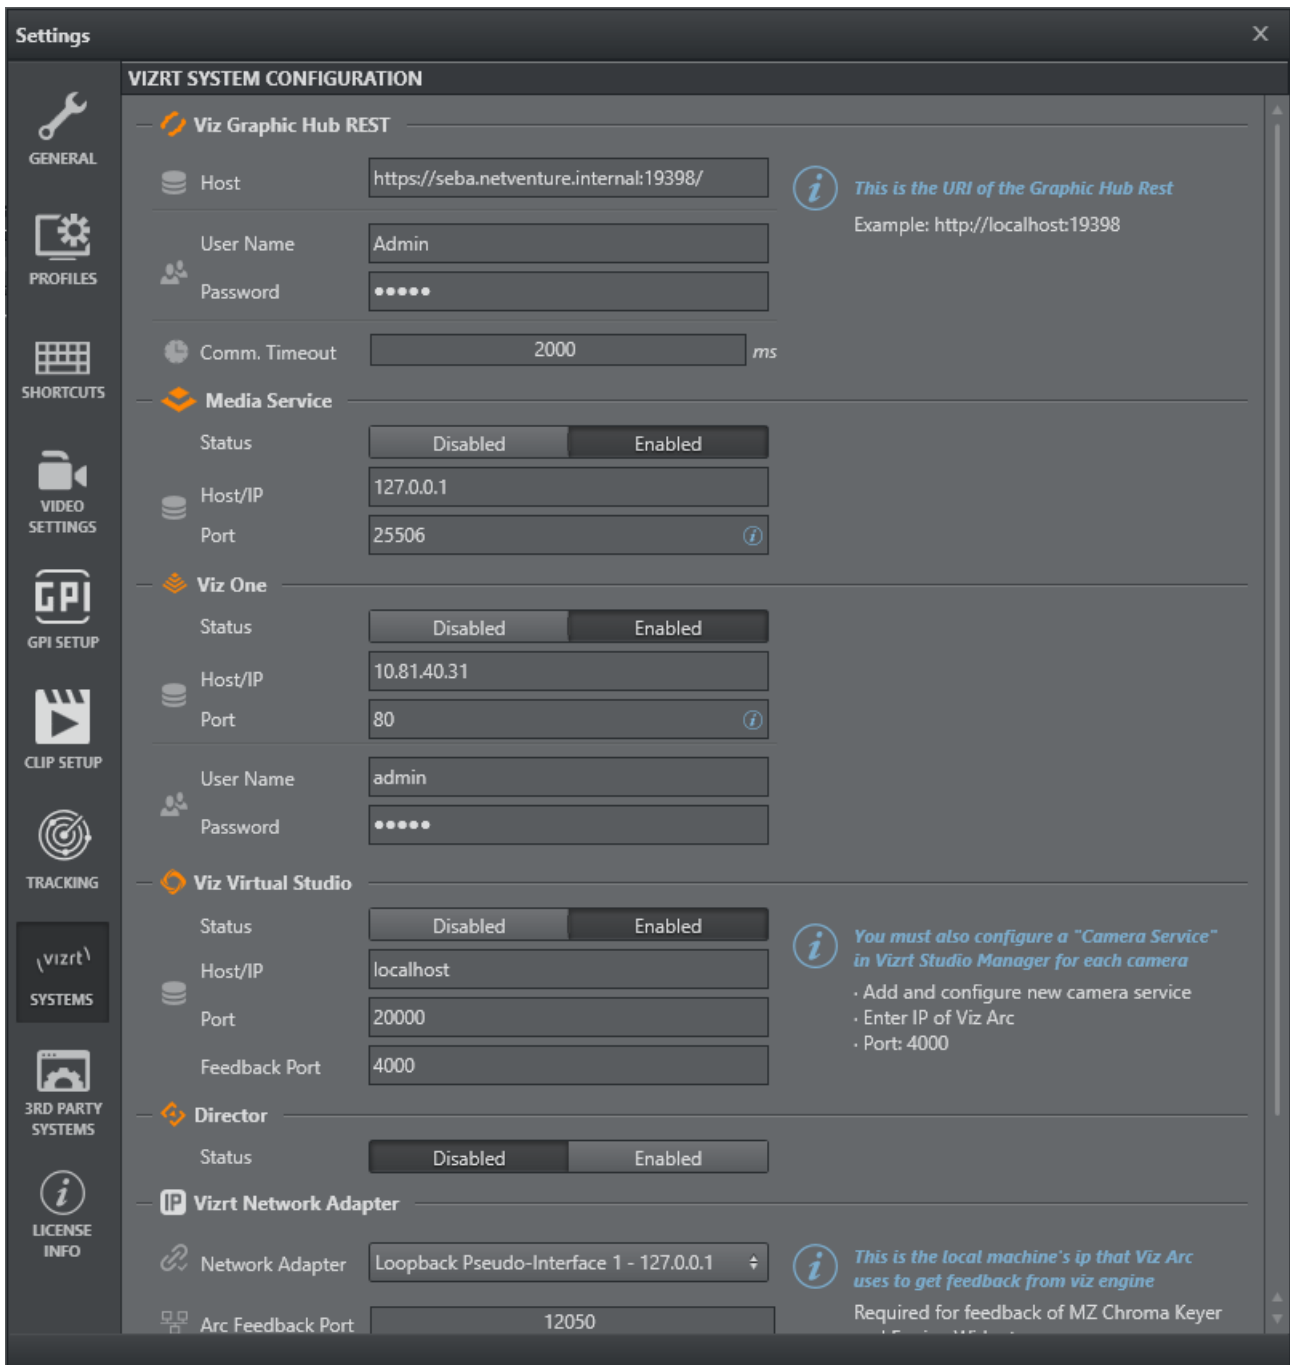 Settings
X
VIZRT SYSTEM CONFIGURATION
GENERAL
PROFILES
SHORTCUTS
VIDEO
SETTINGS
GPI
GPI SETUP
CLIP SETUP
TRACKING
vizrt
SYSTEMS
3RD PARTY
SYSTEMS
LICENSE
INFO
Viz Graphic Hub REST
Host https://seba.netventure.internal:19398/
This is the URI of the Graphic Hub Rest
Example: http://localhost:19398
User Name Admin
Password •••••
Comm. Timeout 2000 ms
Media Service
Status Disabled Enabled
Host/IP 127.0.0.1
Port 25506
Viz One
Status Disabled Enabled
Host/IP 10.81.40.31
Port 80
User Name admin
Password •••••
Viz Virtual Studio
Status Disabled Enabled
Host/IP localhost
Port 20000
Feedback Port 4000
You must also configure a "Camera Service"
in Vizrt Studio Manager for each camera
· Add and configure new camera service
· Enter IP of Viz Arc
· Port: 4000
Director
Status Disabled Enabled
IP Vizrt Network Adapter
Network Adapter Loopback Pseudo-Interface 1 - 127.0.0.1
Arc Feedback Port 12050
This is the local machine's ip that Viz Arc
uses to get feedback from viz engine
Required for feedback of MZ Chroma Keyer